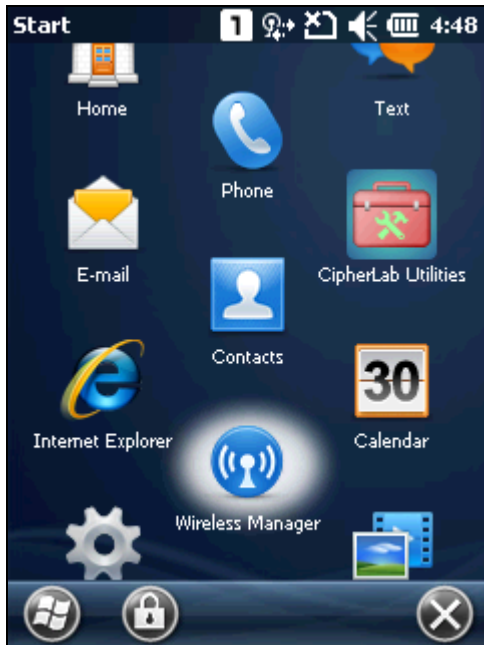 Start 1 4:48
Home
Text
Phone
E-mail
CipherLab Utilities
Contacts
30
Internet Explorer
Calendar
Wireless Manager